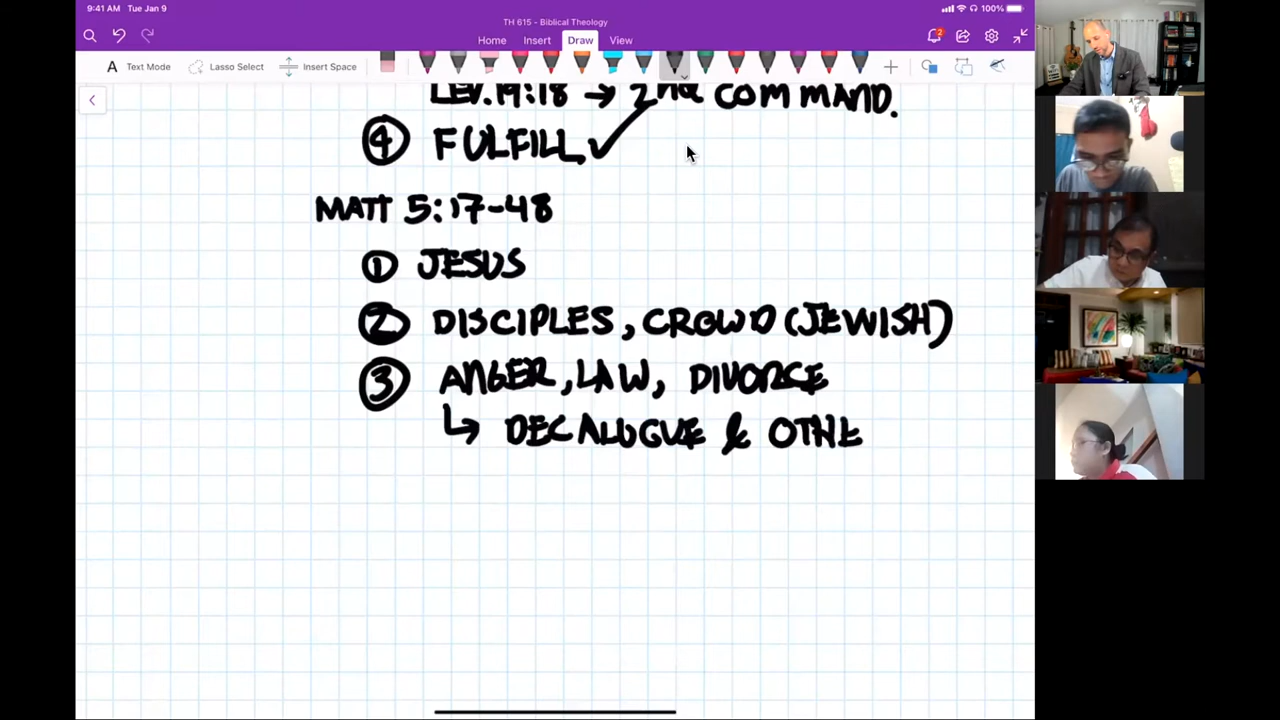 9:41 AM Tue Jan 9
100%
TH 615 - Biblical Theology
Home Insert Draw View
2
A Text Mode Lasso Select Insert Space
LEV. 19:18 → 2nd COMMAND.
4 FULFILL ✓
MATT 5:17-48
1 JESUS
2 DISCIPLES, CROWD (JEWISH)
3 ANGER, LAW, DIVORCE
↳ DECALOGUE & OTHE